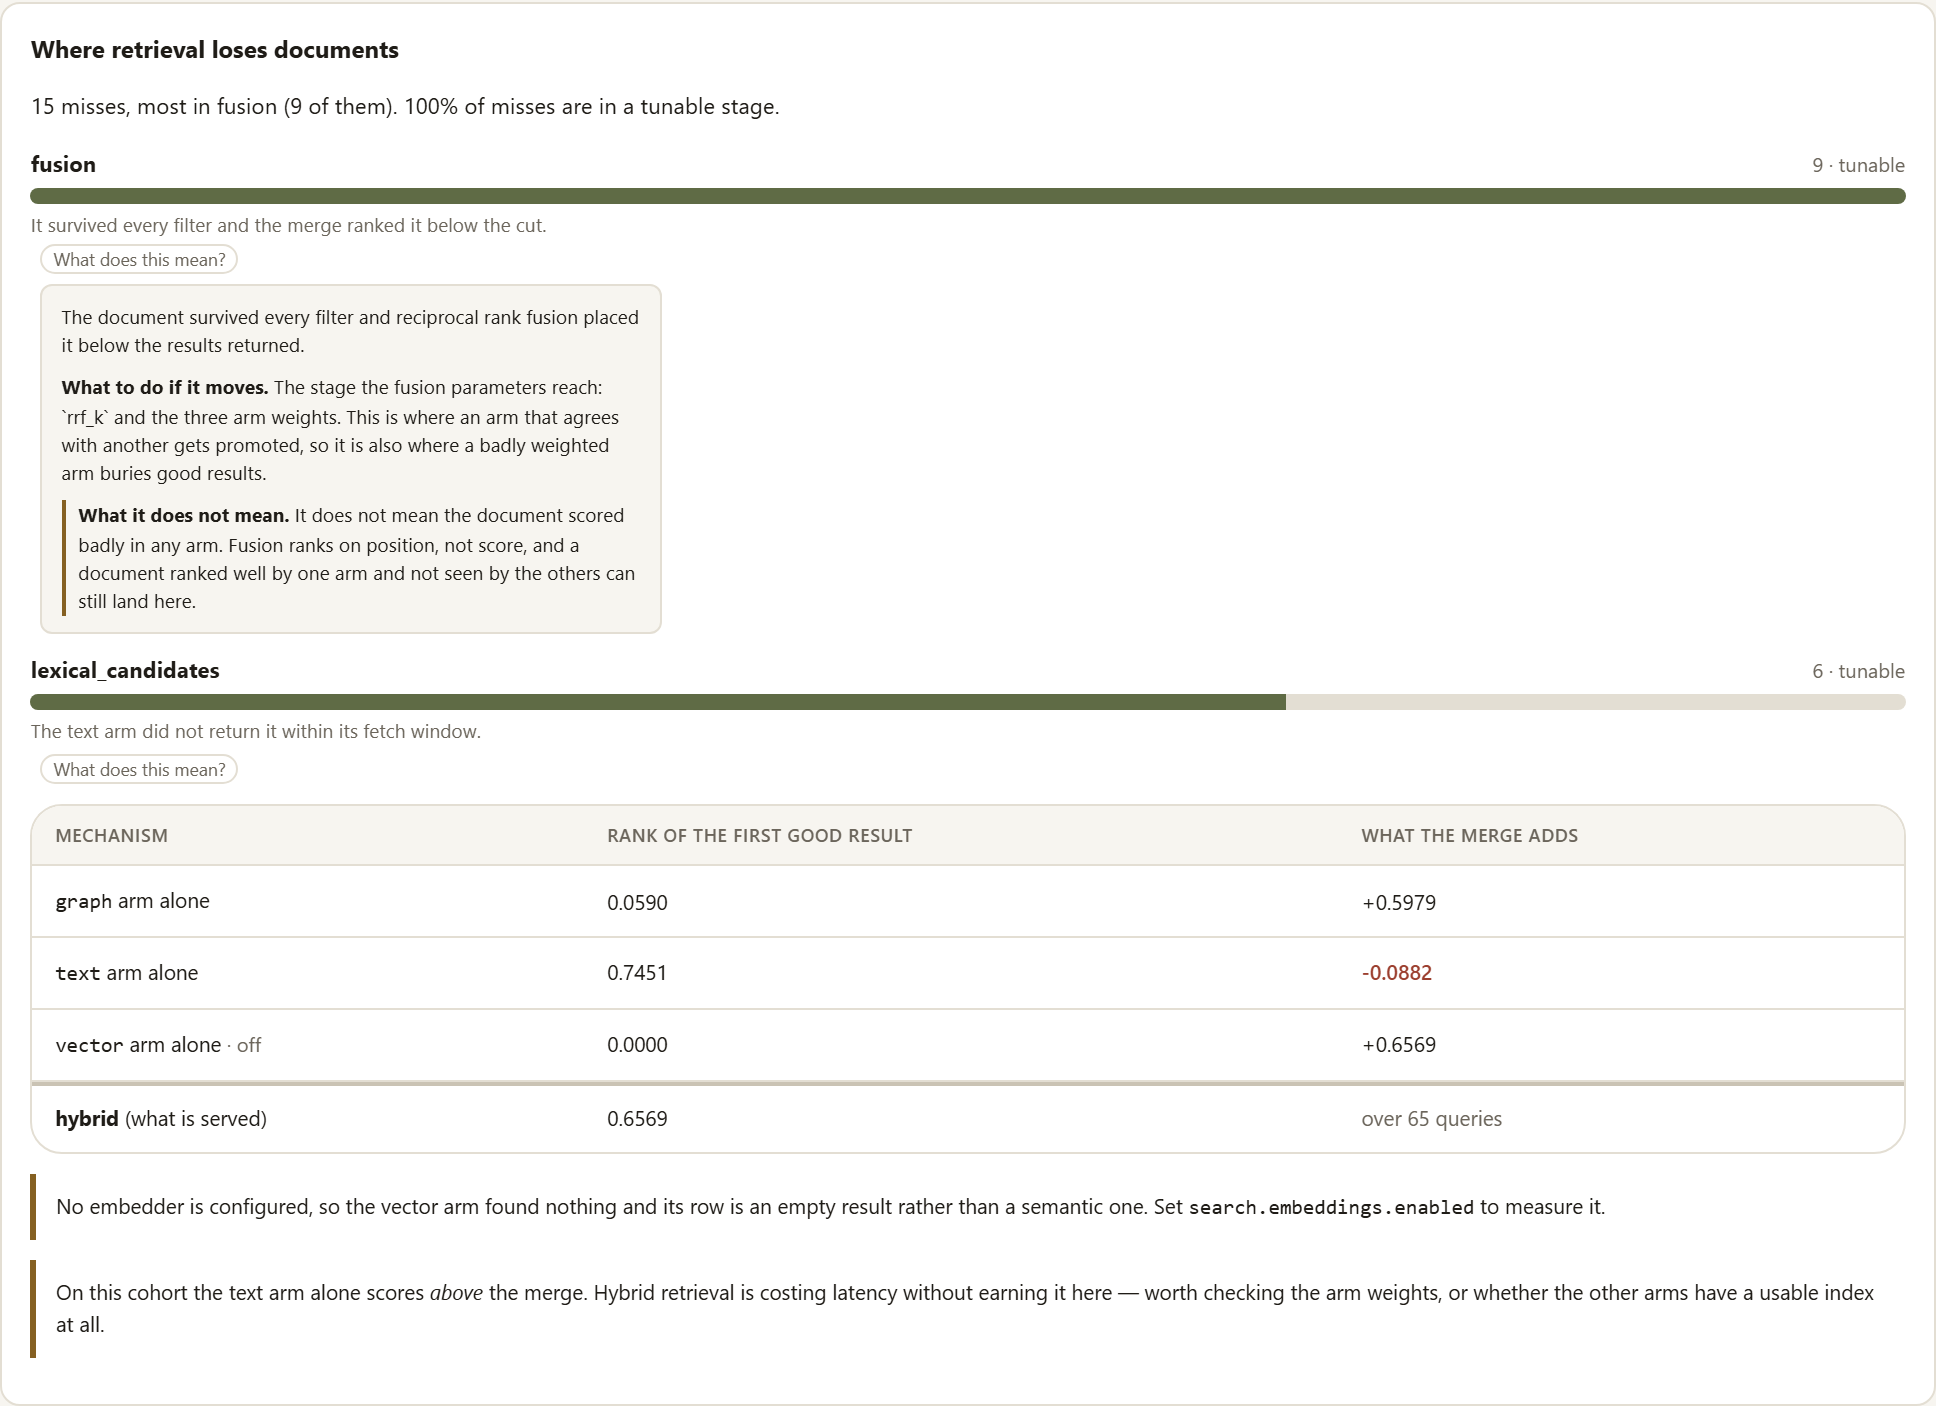 Where retrieval loses documents
15 misses, most in fusion (9 of them). 100% of misses are in a tunable stage.
fusion
9 · tunable
It survived every filter and the merge ranked it below the cut.
What does this mean?
The document survived every filter and reciprocal rank fusion placed
it below the results returned.
What to do if it moves. The stage the fusion parameters reach:
`rrf_k` and the three arm weights. This is where an arm that agrees
with another gets promoted, so it is also where a badly weighted
arm buries good results.
What it does not mean. It does not mean the document scored
badly in any arm. Fusion ranks on position, not score, and a
document ranked well by one arm and not seen by the others can
still land here.
lexical_candidates
6 · tunable
The text arm did not return it within its fetch window.
What does this mean?
MECHANISM RANK OF THE FIRST GOOD RESULT WHAT THE MERGE ADDS
graph arm alone 0.0590 +0.5979
text arm alone 0.7451 -0.0882
vector arm alone · off 0.0000 +0.6569
hybrid (what is served) 0.6569 over 65 queries
No embedder is configured, so the vector arm found nothing and its row is an empty result rather than a semantic one. Set search.embeddings.enabled to measure it.
On this cohort the text arm alone scores above the merge. Hybrid retrieval is costing latency without earning it here — worth checking the arm weights, or whether the other arms have a usable index
at all.